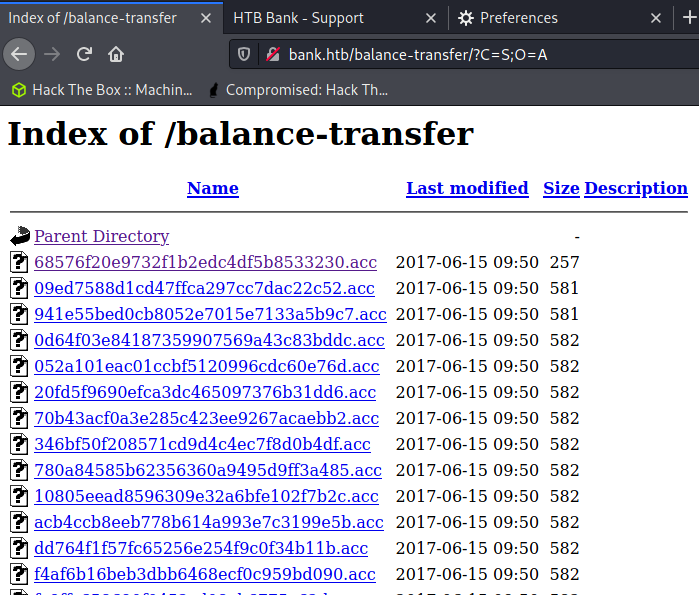 Index of /balance-transfer
HTB Bank - Support
Preferences
bank.htb/balance-transfer/?C=S;O=A
Hack The Box :: Machin...
Compromised: Hack Th...
Index of /balance-transfer
Name Last modified Size Description
Parent Directory -
68576f20e9732f1b2edc4df5b8533230.acc 2017-06-15 09:50 257
09ed7588d1cd47ffca297cc7dac22c52.acc 2017-06-15 09:50 581
941e55bed0cb8052e7015e7133a5b9c7.acc 2017-06-15 09:50 581
0d64f03e84187359907569a43c83bddc.acc 2017-06-15 09:50 582
052a101eac01ccbf5120996cdc60e76d.acc 2017-06-15 09:50 582
20fd5f9690efca3dc465097376b31dd6.acc 2017-06-15 09:50 582
70b43acf0a3e285c423ee9267acaebb2.acc 2017-06-15 09:50 582
346bf50f208571cd9d4c4ec7f8d0b4df.acc 2017-06-15 09:50 582
780a84585b62356360a9495d9ff3a485.acc 2017-06-15 09:50 582
10805eead8596309e32a6bfe102f7b2c.acc 2017-06-15 09:50 582
acb4ccb8eeb778b614a993e7c3199e5b.acc 2017-06-15 09:50 582
dd764f1f57fc65256e254f9c0f34b11b.acc 2017-06-15 09:50 582
f4af6b16beb3dbb6468ecf0c959bd090.acc 2017-06-15 09:50 582